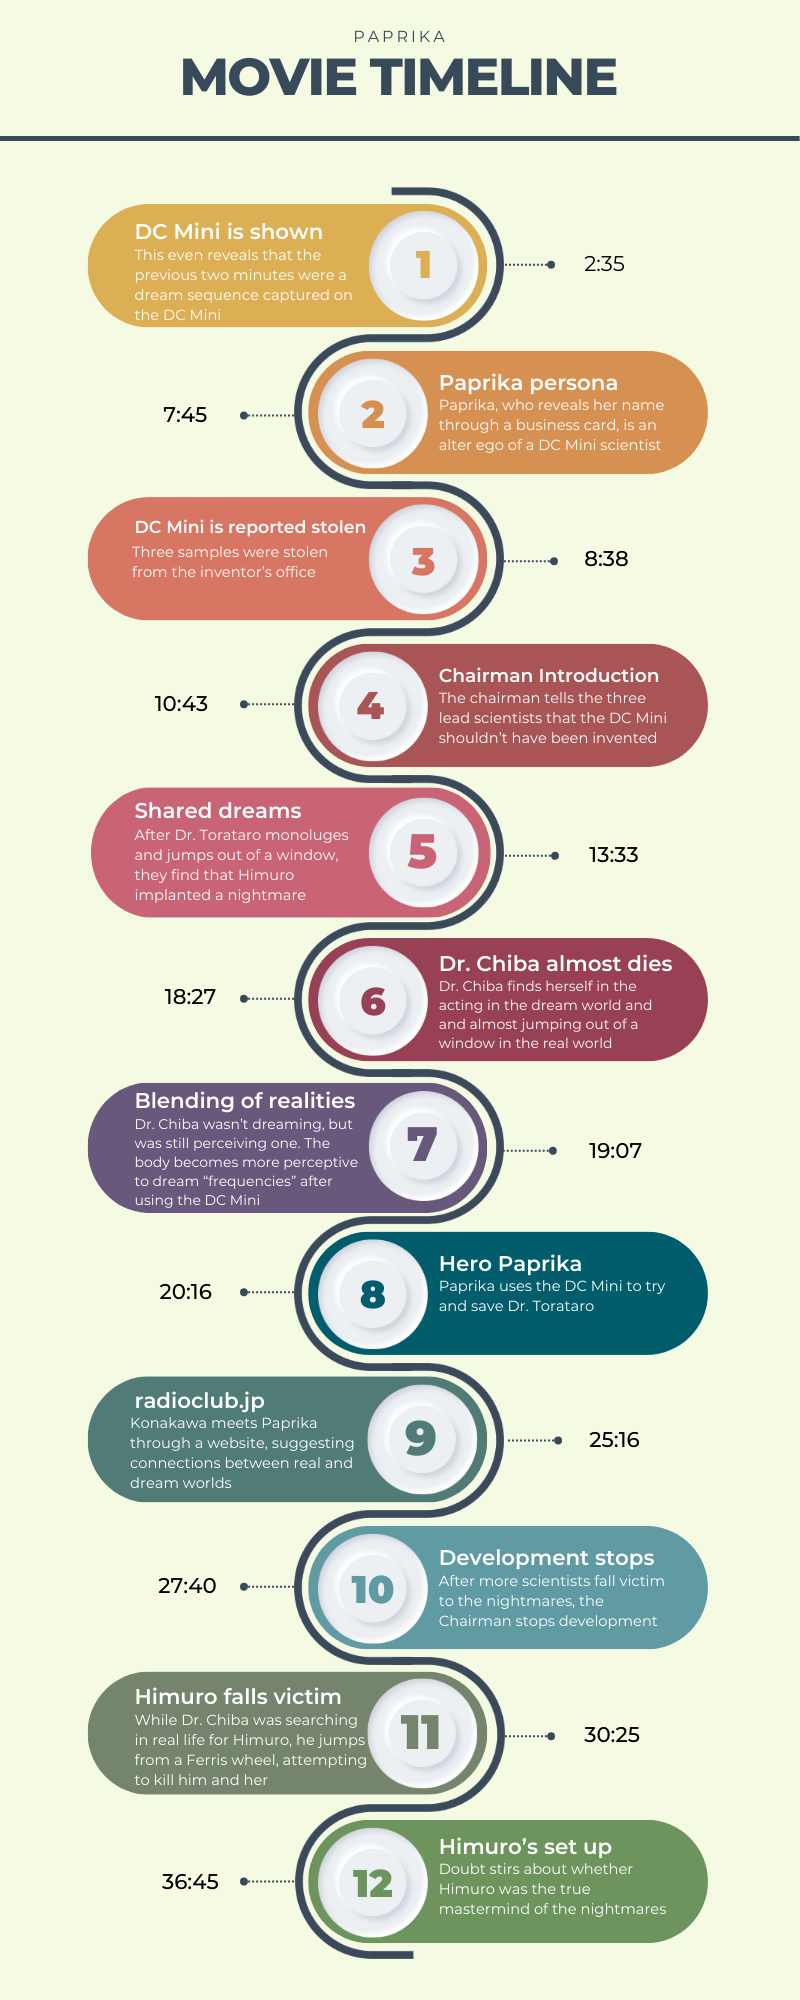 PAPRIKA
MOVIE TIMELINE
DC Mini is shown
This even reveals that the
previous two minutes were a
dream sequence captured on
the DC Mini
1
2:35
7:45
2
Paprika persona
Paprika, who reveals her name
through a business card, is an
alter ego of a DC Mini scientist
DC Mini is reported stolen
Three samples were stolen
from the inventor’s office
3
8:38
10:43
4
Chairman Introduction
The chairman tells the three
lead scientists that the DC Mini
shouldn’t have been invented
Shared dreams
After Dr. Torataro monoluges
and jumps out of a window,
they find that Himuro
implanted a nightmare
5
13:33
18:27
6
Dr. Chiba almost dies
Dr. Chiba finds herself in the
acting in the dream world and
and almost jumping out of a
window in the real world
Blending of realities
Dr. Chiba wasn’t dreaming, but
was still perceiving one. The
body becomes more perceptive
to dream “frequencies” after
using the DC Mini
7
19:07
20:16
8
Hero Paprika
Paprika uses the DC Mini to try
and save Dr. Torataro
radioclub.jp
Konakawa meets Paprika
through a website, suggesting
connections between real and
dream worlds
9
25:16
27:40
10
Development stops
After more scientists fall victim
to the nightmares, the
Chairman stops development
Himuro falls victim
While Dr. Chiba was searching
in real life for Himuro, he jumps
from a Ferris wheel, attempting
to kill him and her
11
30:25
36:45
12
Himuro’s set up
Doubt stirs about whether
Himuro was the true
mastermind of the nightmares